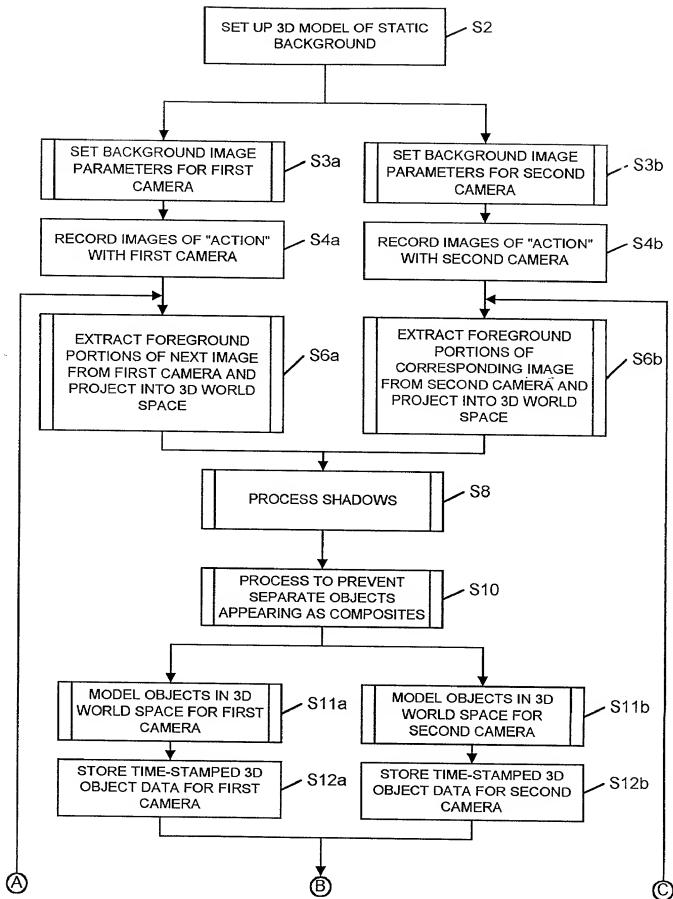 SET UP 3D MODEL OF STATIC
BACKGROUND
S2
SET BACKGROUND IMAGE
PARAMETERS FOR FIRST
CAMERA
S3a
SET BACKGROUND IMAGE
PARAMETERS FOR SECOND
CAMERA
S3b
RECORD IMAGES OF "ACTION"
WITH FIRST CAMERA
S4a
RECORD IMAGES OF "ACTION"
WITH SECOND CAMERA
S4b
EXTRACT FOREGROUND
PORTIONS OF NEXT IMAGE
FROM FIRST CAMERA AND
PROJECT INTO 3D WORLD
SPACE
S6a
EXTRACT FOREGROUND
PORTIONS OF
CORRESPONDING IMAGE
FROM SECOND CAMERA AND
PROJECT INTO 3D WORLD
SPACE
S6b
PROCESS SHADOWS
S8
PROCESS TO PREVENT
SEPARATE OBJECTS
APPEARING AS COMPOSITES
S10
MODEL OBJECTS IN 3D
WORLD SPACE FOR FIRST
CAMERA
S11a
MODEL OBJECTS IN 3D
WORLD SPACE FOR
SECOND CAMERA
S11b
STORE TIME-STAMPED 3D
OBJECT DATA FOR FIRST
CAMERA
S12a
STORE TIME-STAMPED 3D
OBJECT DATA FOR SECOND
CAMERA
S12b
A
B
C